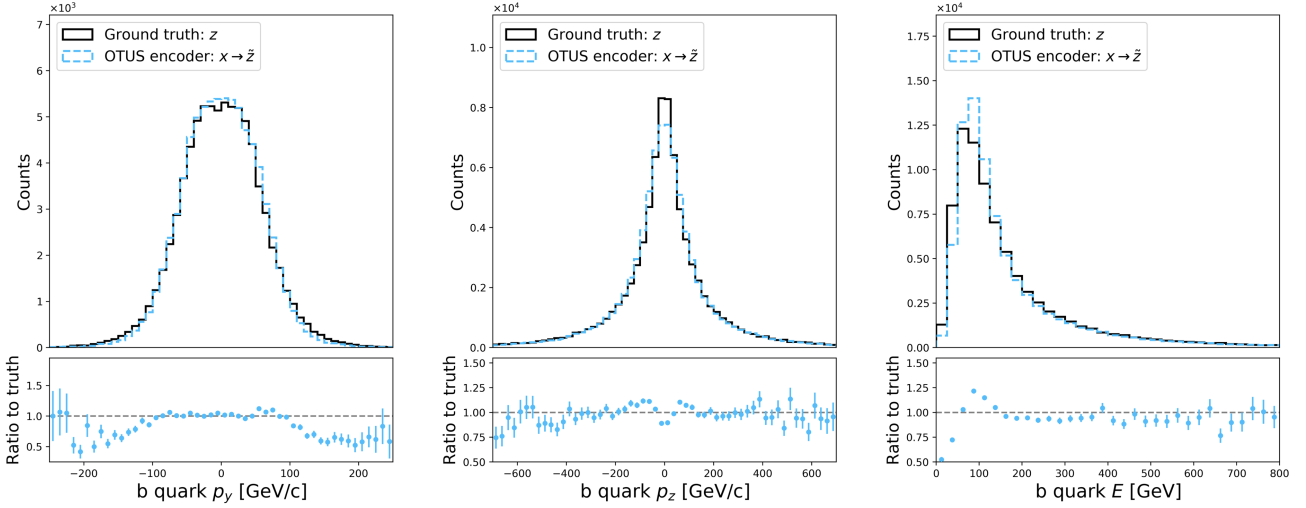 ×10³
7
6
5
4
3
2
1
0
Counts
Ground truth: z
OTUS encoder: x → z̃
1.5
1.0
0.5
Ratio to truth
−200 −100 0 100 200
b quark p_y [GeV/c]
×10⁴
1.0
0.8
0.6
0.4
0.2
0.0
Counts
Ground truth: z
OTUS encoder: x → z̃
1.50
1.25
1.00
0.75
0.50
Ratio to truth
−600 −400 −200 0 200 400 600
b quark p_z [GeV/c]
×10⁴
1.75
1.50
1.25
1.00
0.75
0.50
0.25
0.00
Counts
Ground truth: z
OTUS encoder: x → z̃
1.50
1.25
1.00
0.75
0.50
Ratio to truth
0 100 200 300 400 500 600 700 800
b quark E [GeV]